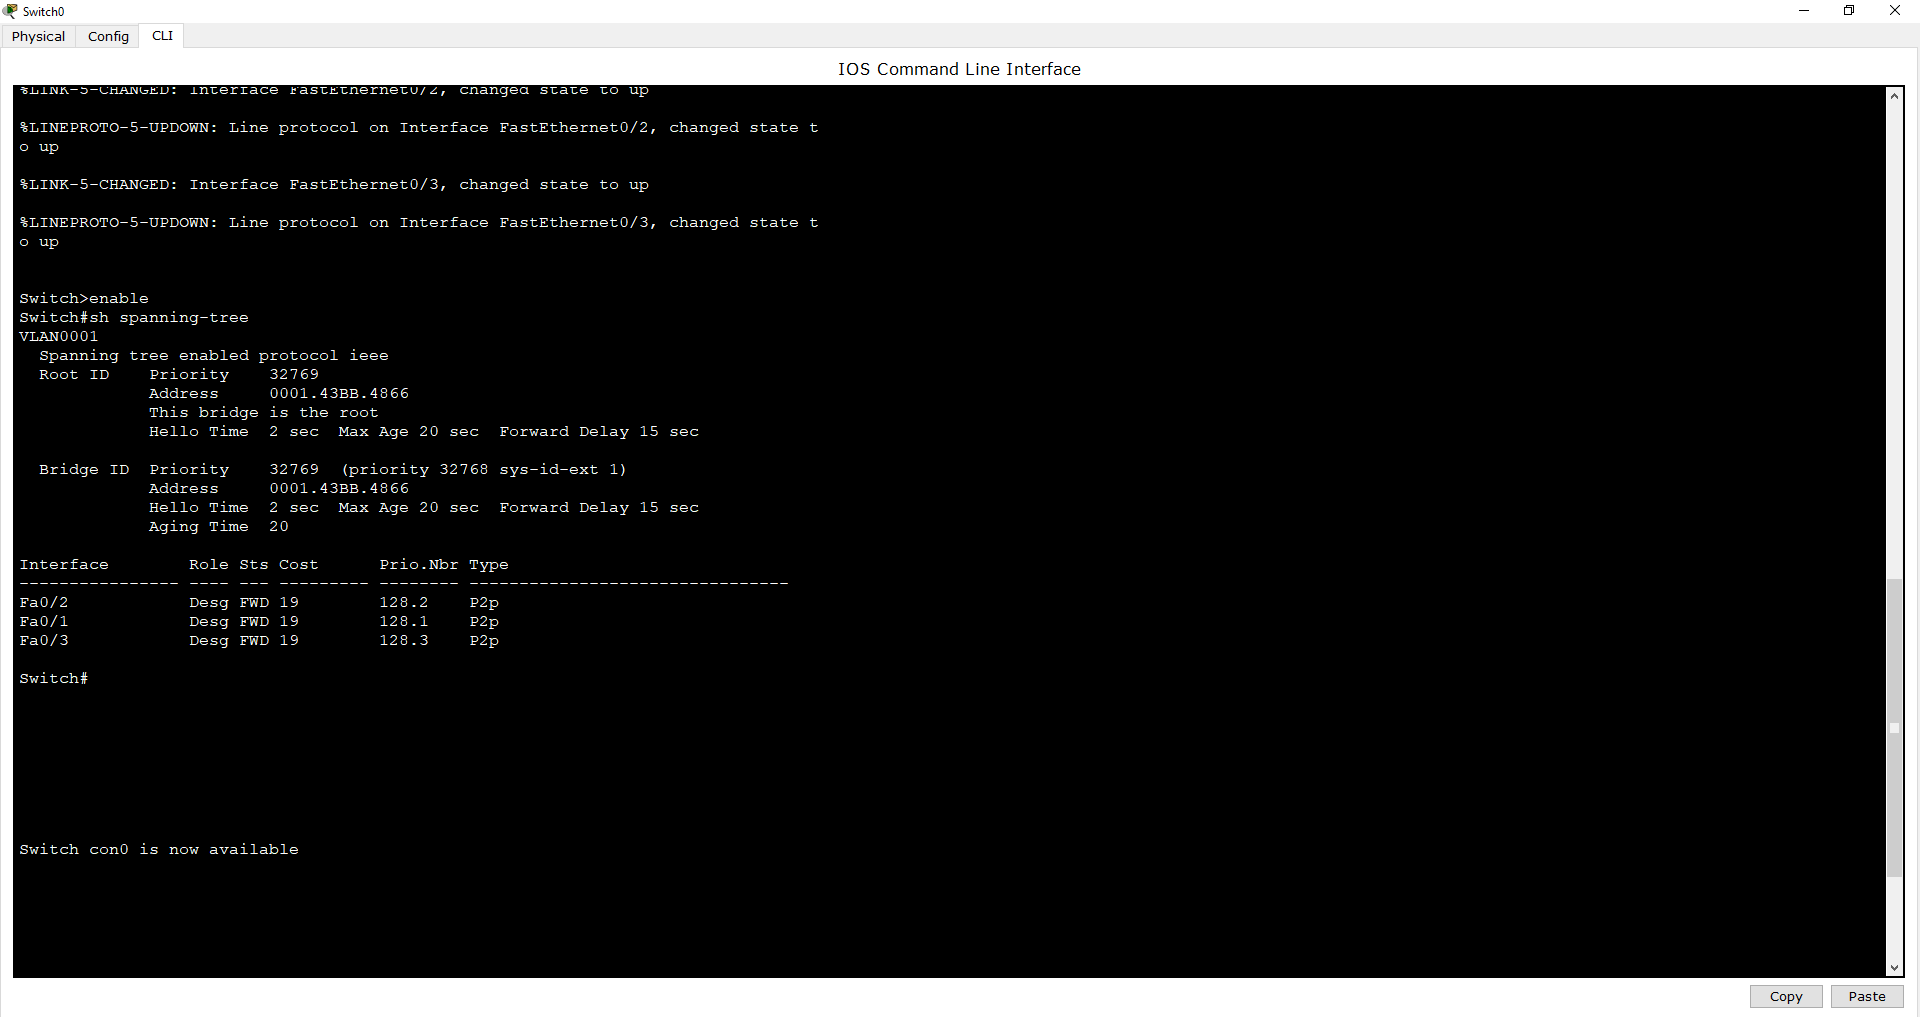 Switch0
Physical Config CLI
IOS Command Line Interface
%LINK-5-CHANGED: Interface FastEthernet0/2, changed state to up
%LINEPROTO-5-UPDOWN: Line protocol on Interface FastEthernet0/2, changed state t
o up
%LINK-5-CHANGED: Interface FastEthernet0/3, changed state to up
%LINEPROTO-5-UPDOWN: Line protocol on Interface FastEthernet0/3, changed state t
o up
Switch>enable
Switch#sh spanning-tree
VLAN0001
  Spanning tree enabled protocol ieee
  Root ID    Priority    32769
             Address     0001.43BB.4866
             This bridge is the root
             Hello Time  2 sec  Max Age 20 sec  Forward Delay 15 sec
  Bridge ID  Priority    32769  (priority 32768 sys-id-ext 1)
             Address     0001.43BB.4866
             Hello Time  2 sec  Max Age 20 sec  Forward Delay 15 sec
             Aging Time  20
Interface        Role Sts Cost      Prio.Nbr Type
---------------- ---- --- --------- -------- --------------------------------
Fa0/2            Desg FWD 19        128.2    P2p
Fa0/1            Desg FWD 19        128.1    P2p
Fa0/3            Desg FWD 19        128.3    P2p
Switch#
Switch con0 is now available
Copy Paste